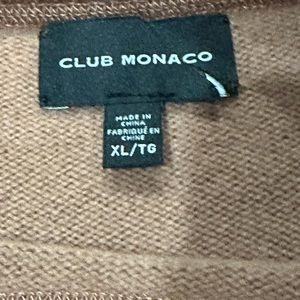 CLUB MONACO
MADE IN
CHINA
FABRIQUÉ EN
CHINE
XL/TG